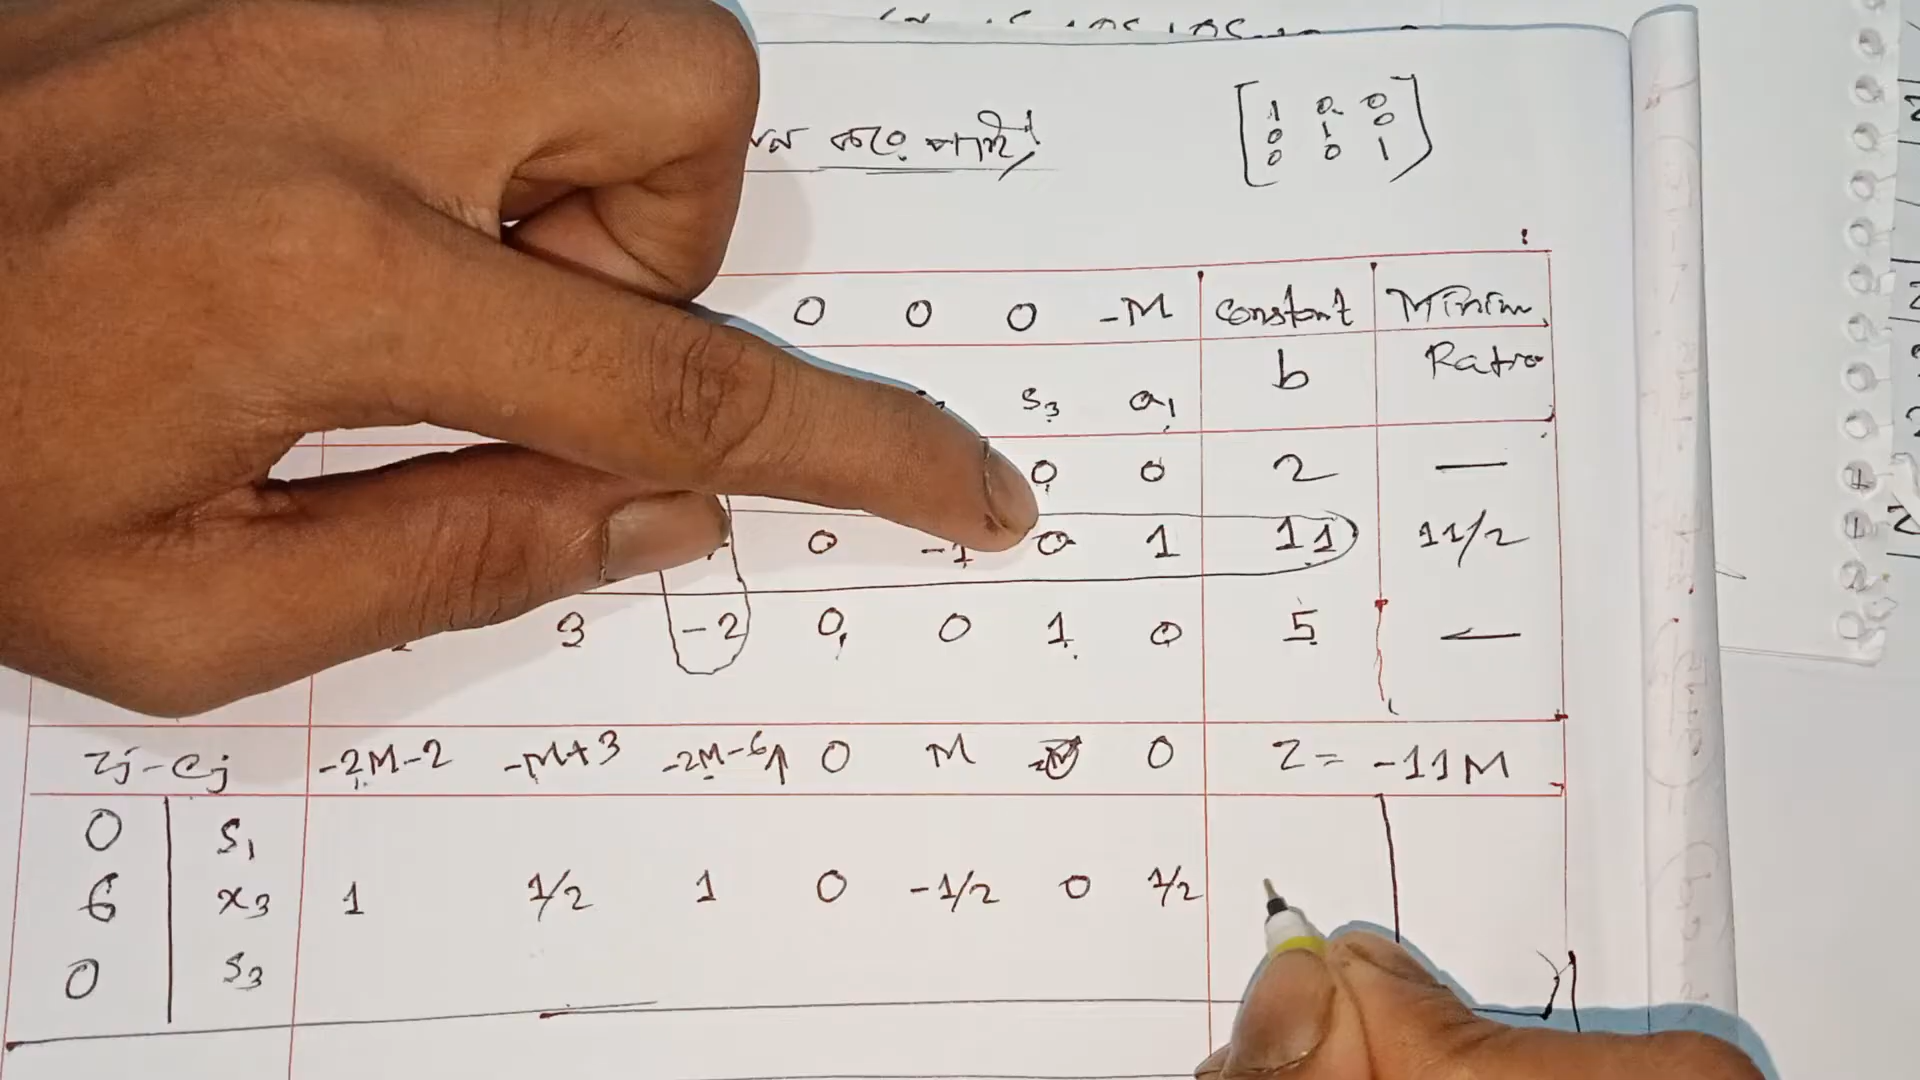 করে পাই!
1 0 0
0 1 0
0 0 1
0 0 0 -M Constant Minim.
s3 a1 b Ratio
0 0 2 —
0 -1 0 1 11 11/2
3 -2 0 0 1 0 5 —
Zj-Cj -2M-2 -M+3 -2M-6↑ 0 M 0 Z = -11M
0 S1
6 x3 1 1/2 1 0 -1/2 0 1/2
0 S3